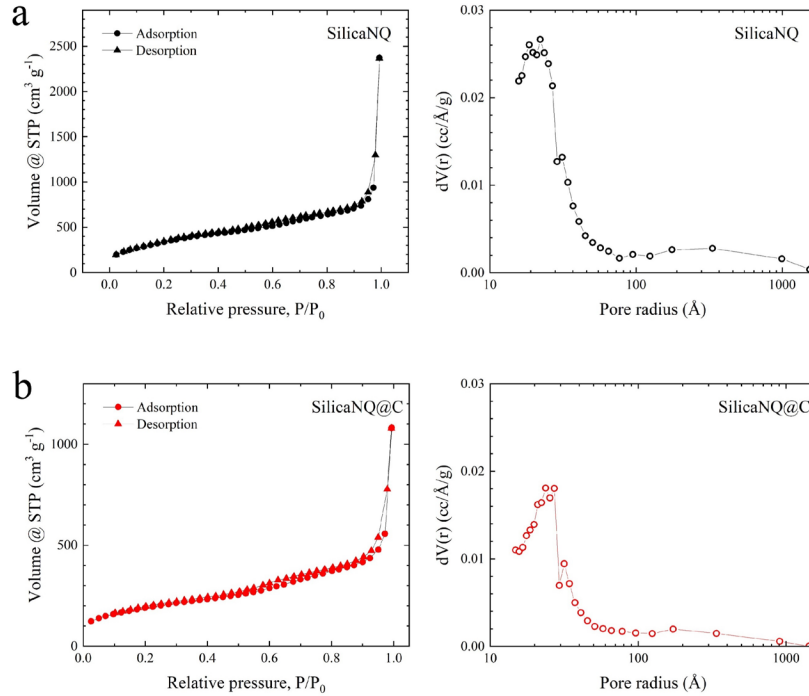 a
Adsorption
Desorption
SilicaNQ
2500
2000
1500
1000
500
0
0.0 0.2 0.4 0.6 0.8 1.0
Volume @ STP (cm³ g⁻¹)
Relative pressure, P/P₀
SilicaNQ
0.03
0.02
0.01
0.00
10 100 1000
dV(r) (cc/Å/g)
Pore radius (Å)
b
Adsorption
Desorption
SilicaNQ@C
1000
500
0
0.0 0.2 0.4 0.6 0.8 1.0
Volume @ STP (cm³ g⁻¹)
Relative pressure, P/P₀
SilicaNQ@C
0.03
0.02
0.01
0.00
10 100 1000
dV(r) (cc/Å/g)
Pore radius (Å)